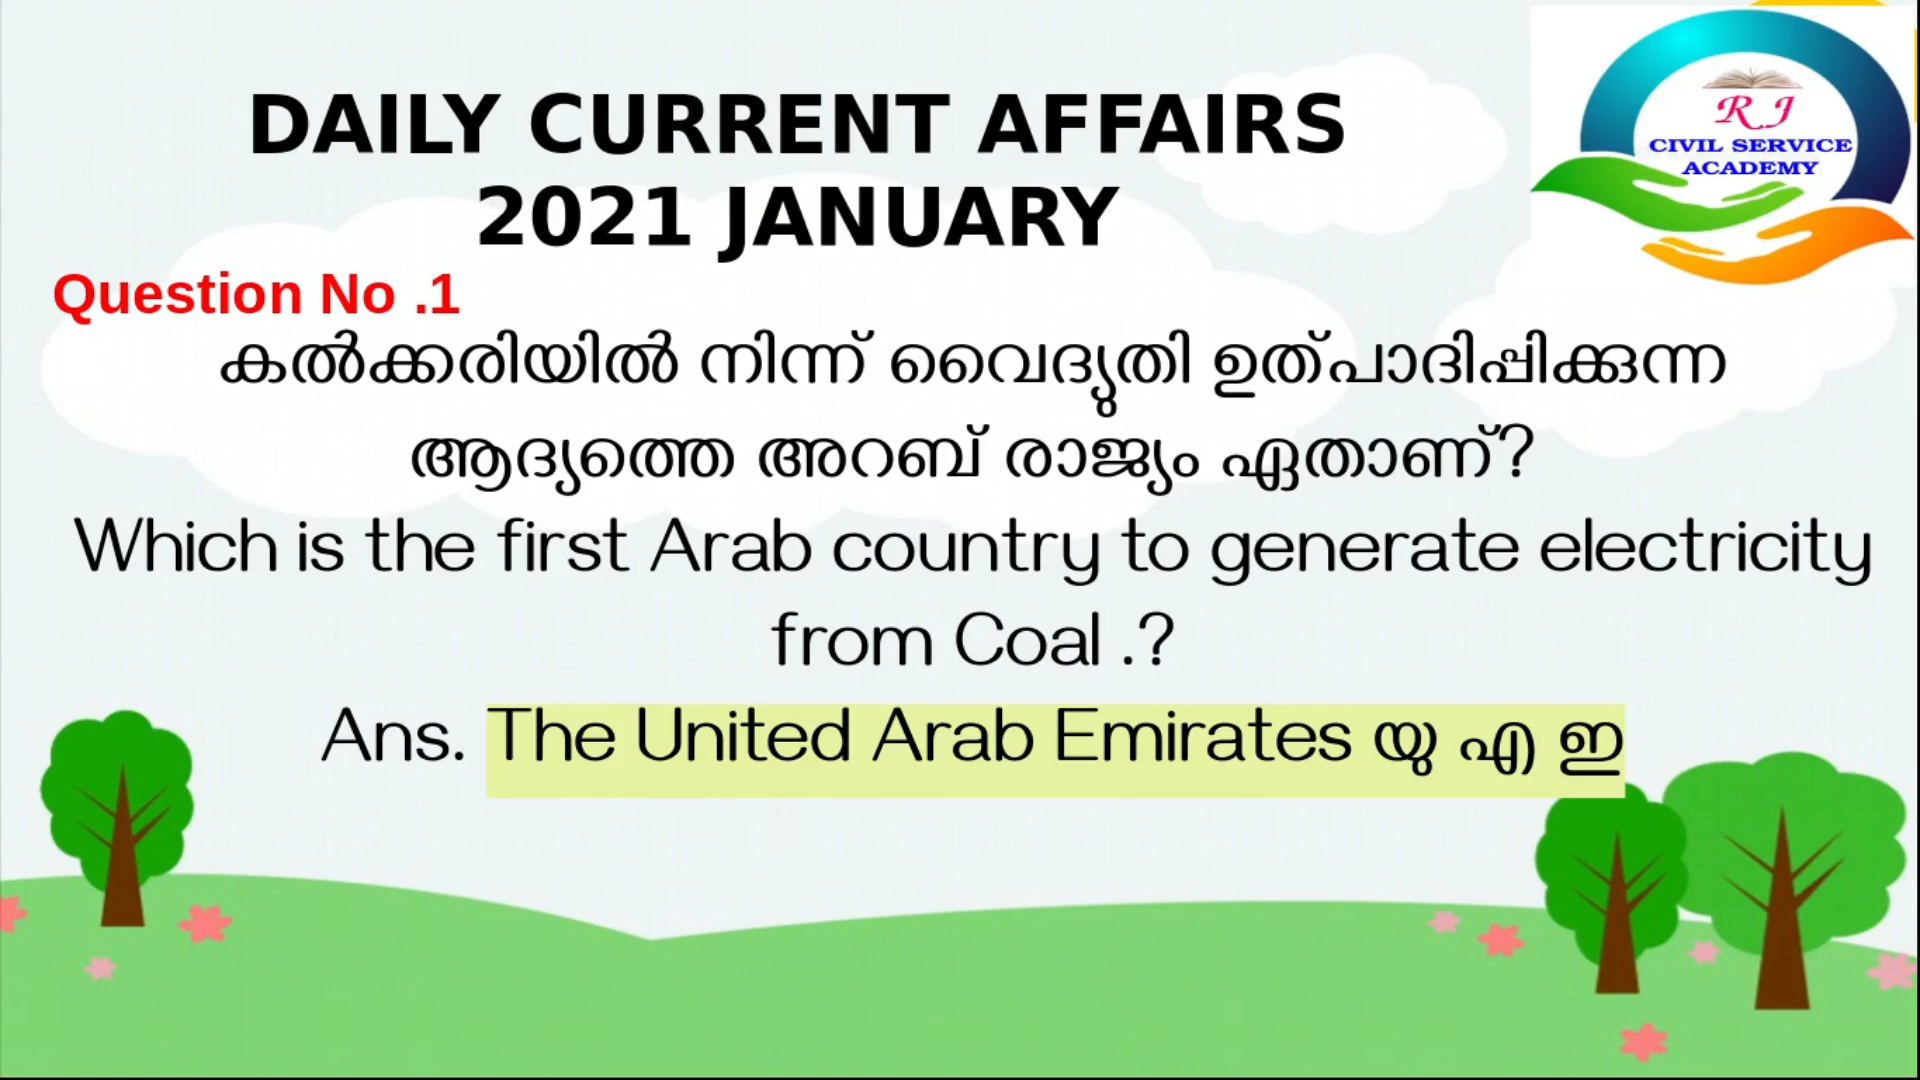 DAILY CURRENT AFFAIRS
2021 JANUARY
R J
CIVIL SERVICE
ACADEMY
Question No .1
കൽക്കരിയിൽ നിന്ന് വൈദ്യുതി ഉത്പാദിപ്പിക്കുന്ന
ആദ്യത്തെ അറബ് രാജ്യം ഏതാണ്?
Which is the first Arab country to generate electricity
from Coal .?
Ans. The United Arab Emirates യു എ ഇ